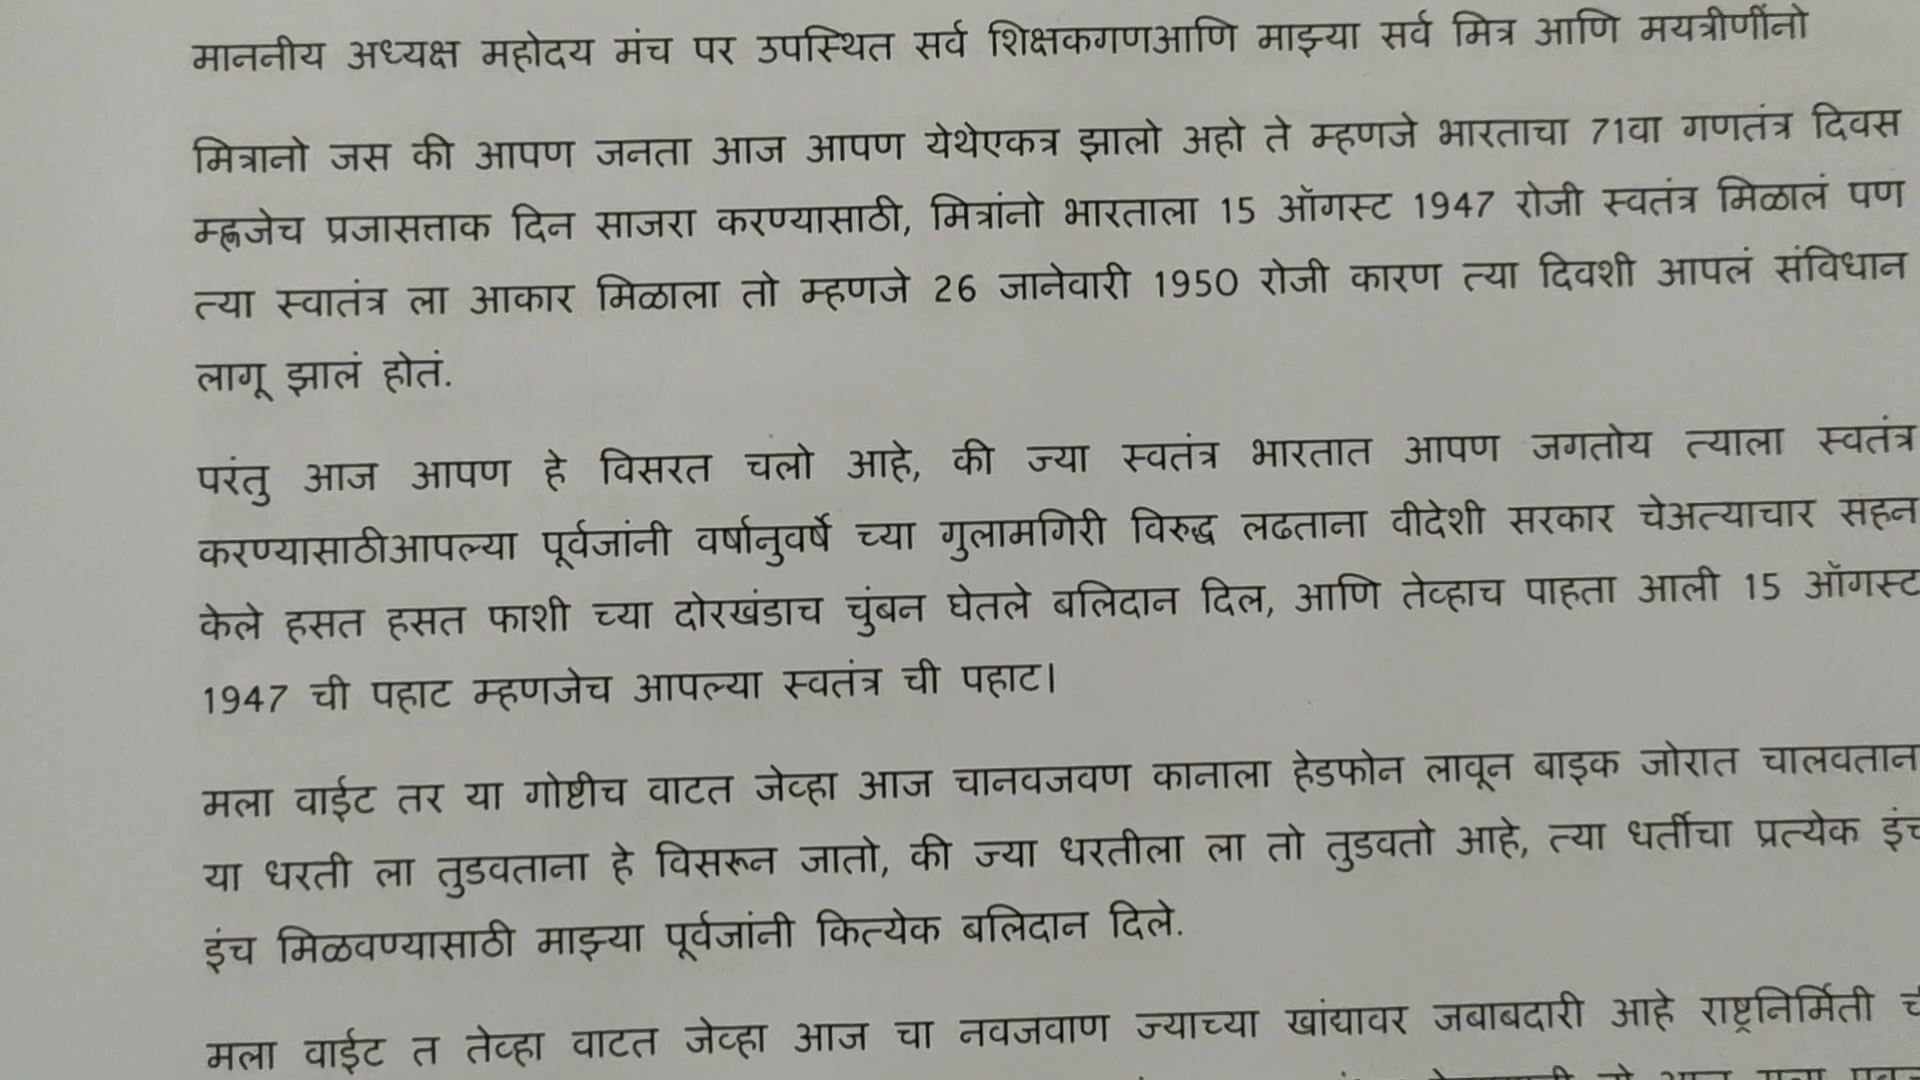 माननीय अध्यक्ष महोदय मंच पर उपस्थित सर्व शिक्षकगणआणि माझ्या सर्व मित्र आणि मयत्रीर्णीनो
मित्रानो जस की आपण जनता आज आपण येथेएकत्र झालो अहो ते म्हणजे भारताचा 71वा गणतंत्र दिवस
म्ह्णजेच प्रजासत्ताक दिन साजरा करण्यासाठी, मित्रांनो भारताला 15 ऑगस्ट 1947 रोजी स्वतंत्र मिळालं पण
त्या स्वातंत्र ला आकार मिळाला तो म्हणजे 26 जानेवारी 1950 रोजी कारण त्या दिवशी आपलं संविधान
लागू झालं होतं.
परंतु आज आपण हे विसरत चलो आहे, की ज्या स्वतंत्र भारतात आपण जगतोय त्याला स्वतंत्र
करण्यासाठीआपल्या पूर्वजांनी वर्षानुवर्षे च्या गुलामगिरी विरुद्ध लढताना वीदेशी सरकार चेअत्याचार सहन
केले हसत हसत फाशी च्या दोरखंडाच चुंबन घेतले बलिदान दिल, आणि तेव्हाच पाहता आली 15 ऑगस्ट
1947 ची पहाट म्हणजेच आपल्या स्वतंत्र ची पहाट।
मला वाईट तर या गोष्टीच वाटत जेव्हा आज चानवजवण कानाला हेडफोन लावून बाइक जोरात चालवतान
या धरती ला तुडवताना हे विसरून जातो, की ज्या धरतीला ला तो तुडवतो आहे, त्या धर्तीचा प्रत्येक इंच
इंच मिळवण्यासाठी माझ्या पूर्वजांनी कित्येक बलिदान दिले.
मला वाईट त तेव्हा वाटत जेव्हा आज चा नवजवाण ज्याच्या खांद्यावर जबाबदारी आहे राष्ट्रनिर्मिती